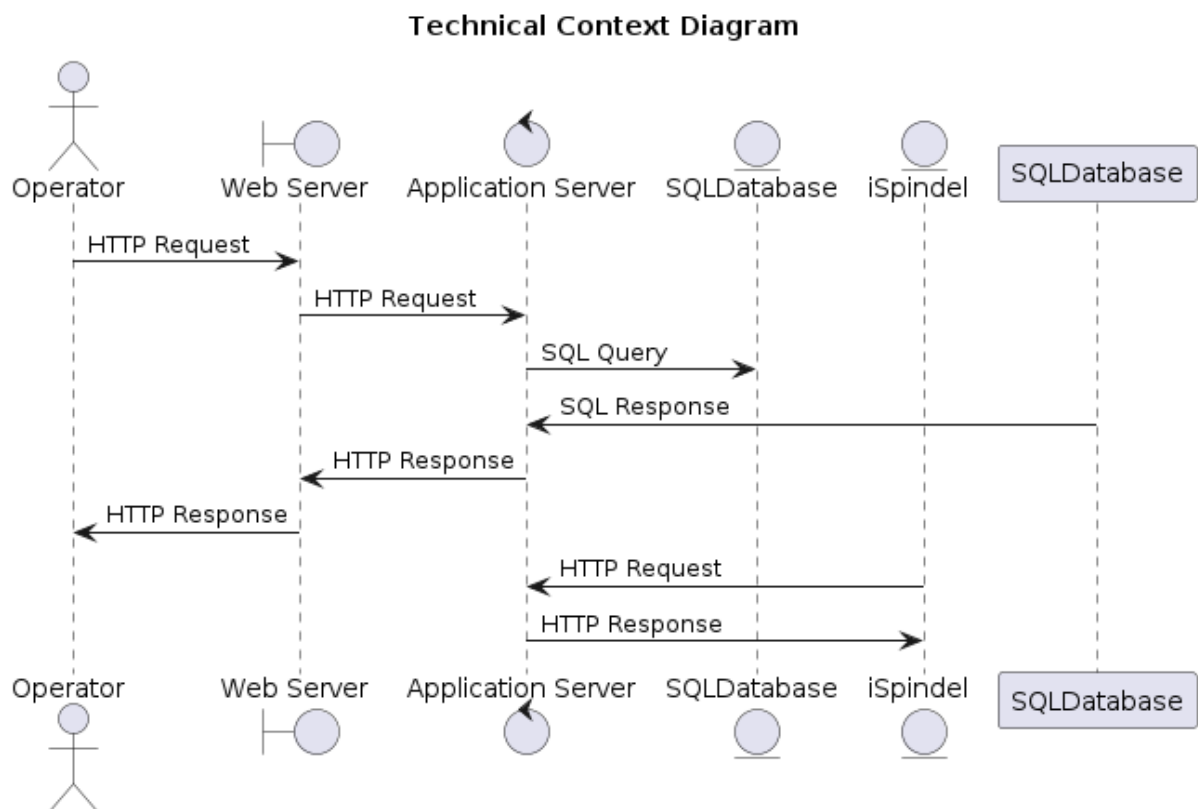 Technical Context Diagram
Operator
Web Server
Application Server
SQLDatabase
iSpindel
SQLDatabase
HTTP Request
HTTP Request
SQL Query
SQL Response
HTTP Response
HTTP Response
HTTP Request
HTTP Response
Operator
Web Server
Application Server
SQLDatabase
iSpindel
SQLDatabase